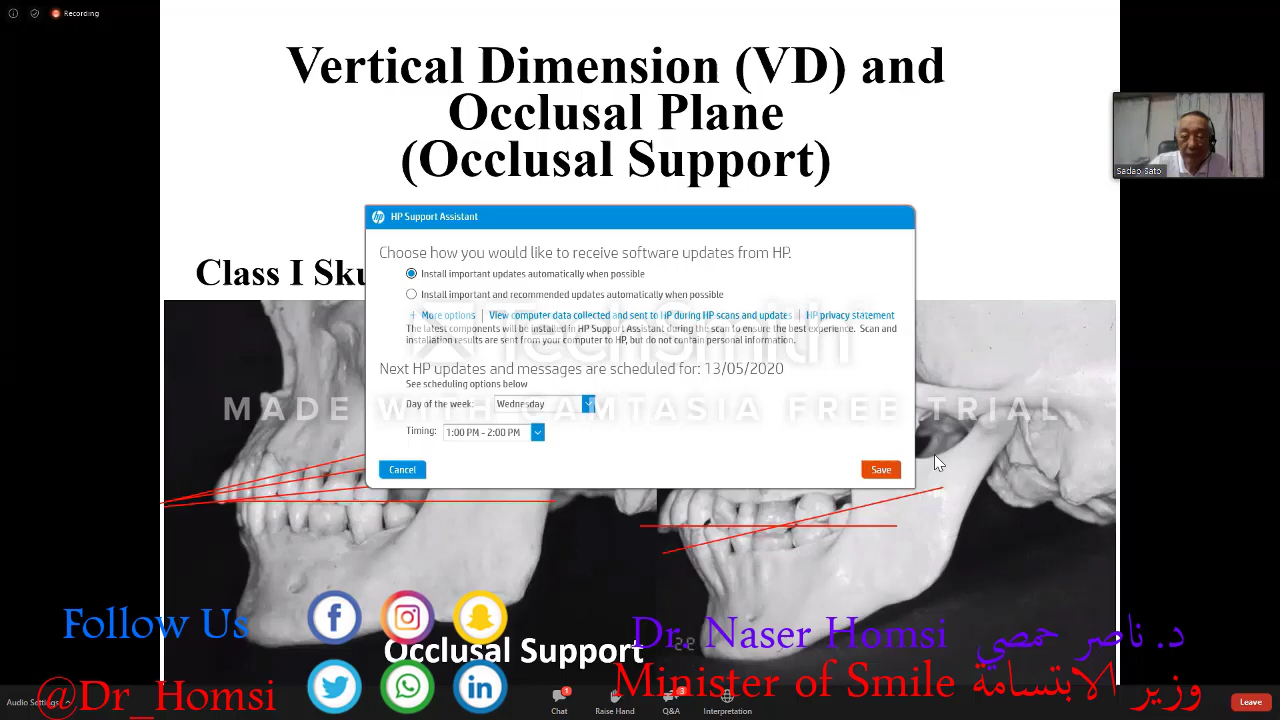 Recording
Vertical Dimension (VD) and
Occlusal Plane
(Occlusal Support)
Sadao Sato
HP Support Assistant
Choose how you would like to receive software updates from HP.
Install important updates automatically when possible
Install important and recommended updates automatically when possible
+ More options | View computer data collected and sent to HP during HP scans and updates | HP privacy statement
The latest components will be installed in HP Support Assistant during the scan to ensure the best experience. Scan and
installation results are sent from your computer to HP, but do not contain personal information.
TechSmith
Next HP updates and messages are scheduled for: 13/05/2020
See scheduling options below
Day of the week: Wednesday
MADE WITH CAMTASIA FREE TRIAL
Timing: 1:00 PM - 2:00 PM
Cancel
Save
Class I
Follow Us
Occlusal Support
Dr. Naser Homsi د. ناصر حمصي
@Dr_Homsi
Minister of Smile وزير الابتسامة
Audio Settings
Chat
Raise Hand
Q&A
Interpretation
Leave